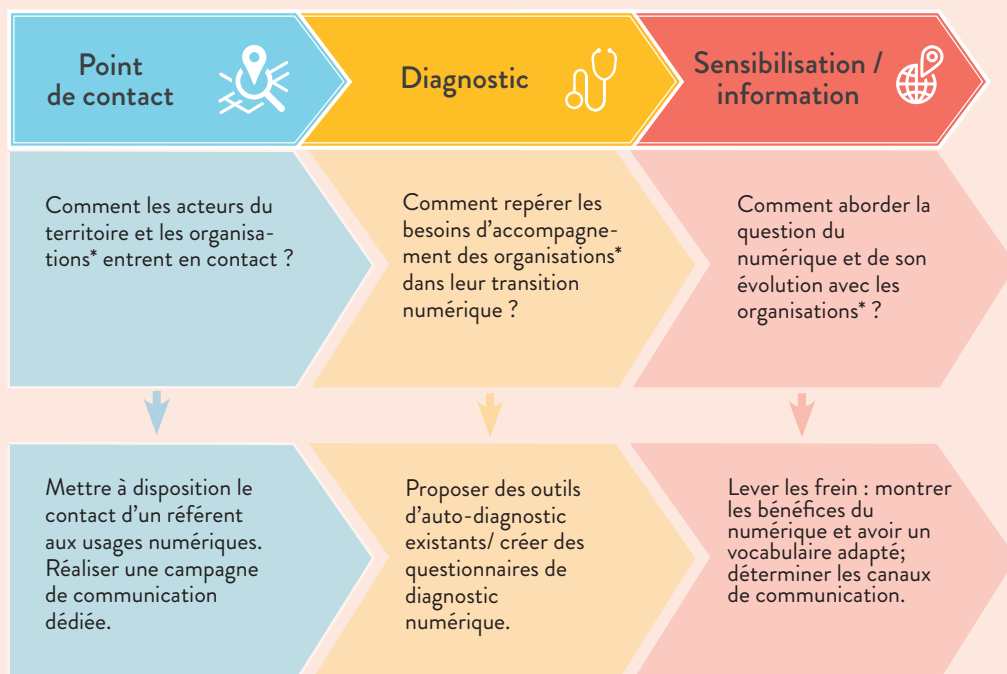 Point
de contact
Diagnostic
Sensibilisation /
information
Comment les acteurs du
territoire et les organisa-
tions* entrent en contact ?
Comment repérer les
besoins d'accompagne-
ment des organisations*
dans leur transition
numérique ?
Comment aborder la
question du
numérique et de son
évolution avec les
organisations* ?
Mettre à disposition le
contact d'un référent
aux usages numériques.
Réaliser une campagne
de communication
dédiée.
Proposer des outils
d'auto-diagnostic
existants/ créer des
questionnaires de
diagnostic
numérique.
Lever les frein : montrer
les bénéfices du
numérique et avoir un
vocabulaire adapté;
déterminer les canaux
de communication.